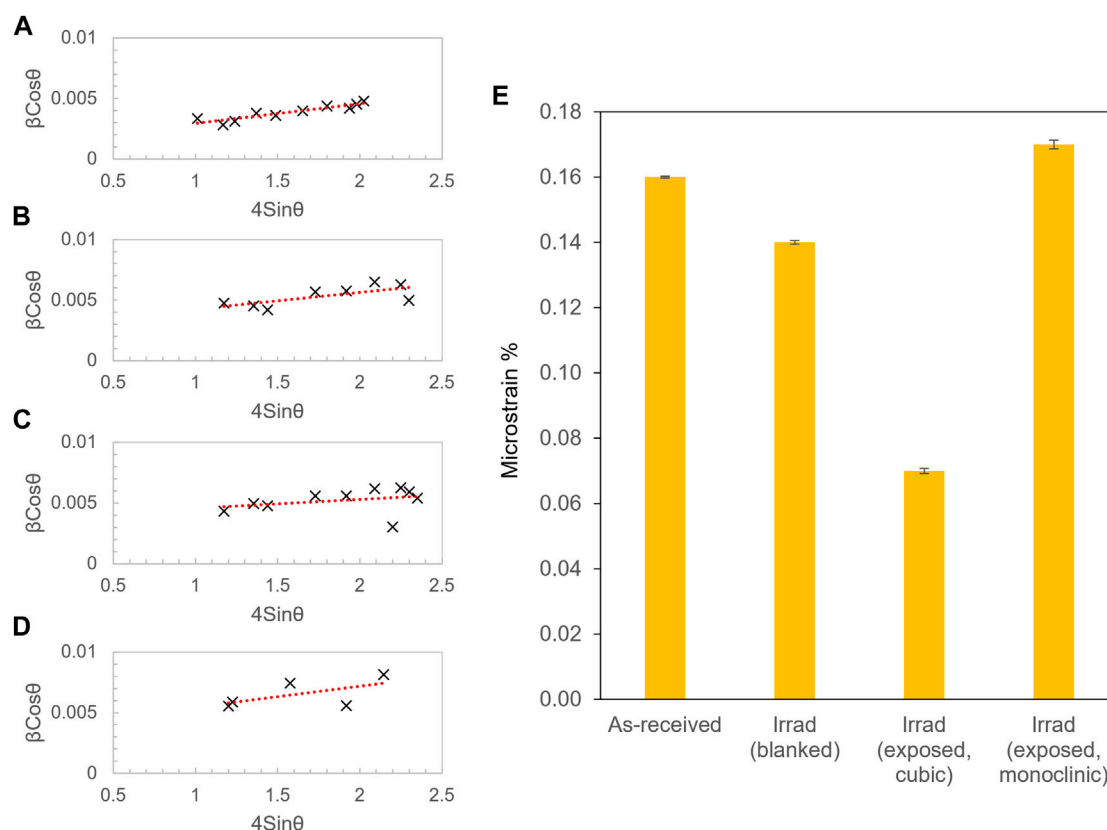 A
0.01
0.005
0
βCosθ
0.5 1 1.5 2 2.5
4Sinθ
B
0.01
0.005
0
βCosθ
0.5 1 1.5 2 2.5
4Sinθ
C
0.01
0.005
0
βCosθ
0.5 1 1.5 2 2.5
4Sinθ
D
0.01
0.005
0
βCosθ
0.5 1 1.5 2 2.5
4Sinθ
E
0.18
0.16
0.14
0.12
0.10
0.08
0.06
0.04
0.02
0.00
Microstrain %
As-received
Irrad
(blanked)
Irrad
(exposed,
cubic)
Irrad
(exposed,
monoclinic)